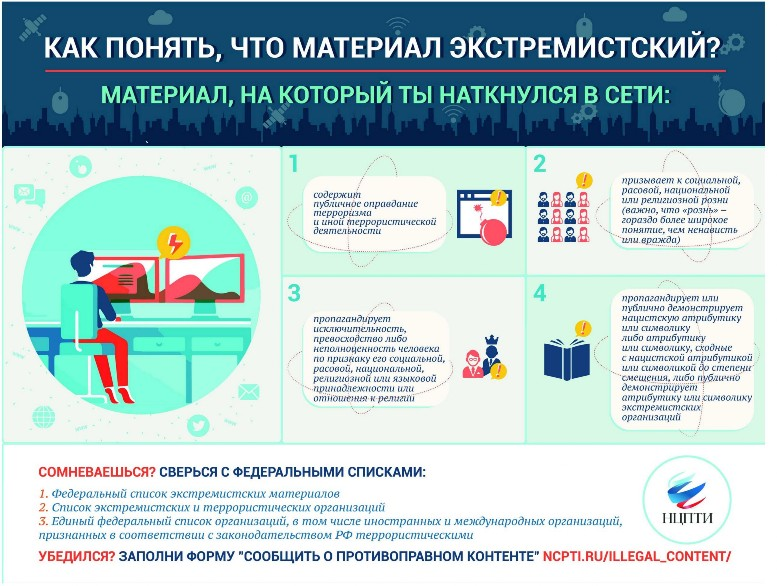 КАК ПОНЯТЬ, ЧТО МАТЕРИАЛ ЭКСТРЕМИСТСКИЙ?
МАТЕРИАЛ, НА КОТОРЫЙ ТЫ НАТКНУЛСЯ В СЕТИ:
1
содержит
публичное оправдание
терроризма
и иной террористической
деятельности
2
призывает к социальной,
расовой, национальной
или религиозной розни
(важно, что «рознь» –
гораздо более широкое
понятие, чем ненависть
или вражда)
3
пропагандирует
исключительность,
превосходство либо
неполноценность человека
по признаку его социальной,
расовой, национальной,
религиозной или языковой
принадлежности или
отношения к религии
4
пропагандирует или
публично демонстрирует
нацистскую атрибутику
или символику
либо атрибутику
или символику, сходные
с нацистской атрибутикой
или символикой до степени
смешения, либо публично
демонстрирует
атрибутику или символику
экстремистских
организаций
СОМНЕВАЕШЬСЯ? СВЕРЬСЯ С ФЕДЕРАЛЬНЫМИ СПИСКАМИ:
1. Федеральный список экстремистских материалов
2. Список экстремистских и террористических организаций
3. Единый федеральный список организаций, в том числе иностранных и международных организаций,
признанных в соответствии с законодательством РФ террористическими
УБЕДИЛСЯ? ЗАПОЛНИ ФОРМУ "СООБЩИТЬ О ПРОТИВОПРАВНОМ КОНТЕНТЕ" NCPTI.RU/ILLEGAL_CONTENT/
НЦПТИ